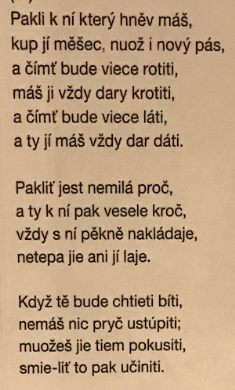 Pakli k ní který hněv máš,
kup jí měšec, nuož i nový pás,
a čímť bude viece rotiti,
máš ji vždy dary krotiti,
a čímť bude viece láti,
a ty jí máš vždy dar dáti.

Pakliť jest nemilá proč,
a ty k ní pak vesele kroč,
vždy s ní pěkně nakládaje,
netepa jie ani jí laje.

Když tě bude chtieti bíti,
nemáš nic pryč ustúpiti;
muožeš jie tiem pokusiti,
smie-liť to pak učiniti.